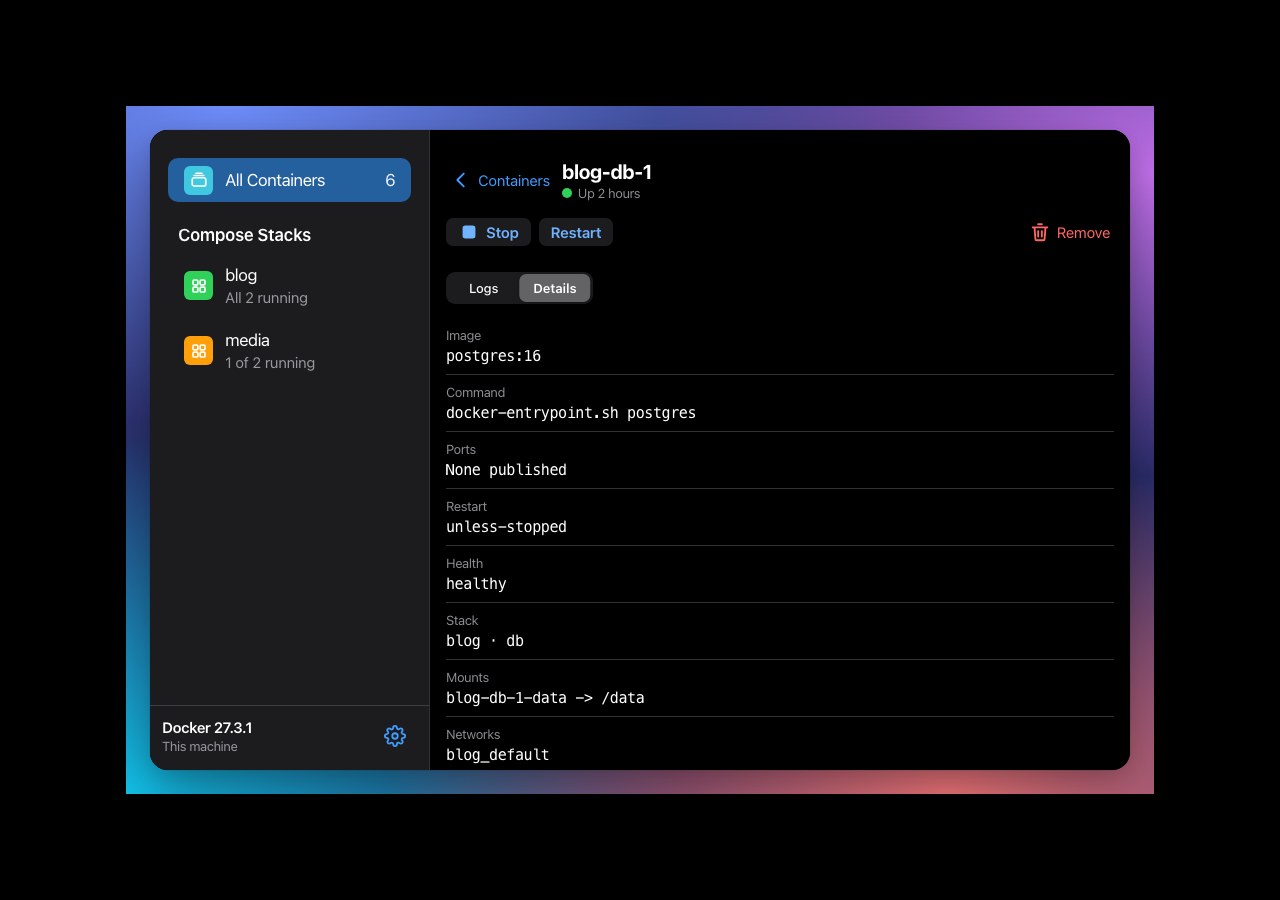 All Containers 6
Compose Stacks
blog
All 2 running
media
1 of 2 running
Docker 27.3.1
This machine
Containers
blog-db-1
Up 2 hours
Stop
Restart
Remove
Logs
Details
Image
postgres:16
Command
docker-entrypoint.sh postgres
Ports
None published
Restart
unless-stopped
Health
healthy
Stack
blog · db
Mounts
blog-db-1-data -> /data
Networks
blog_default